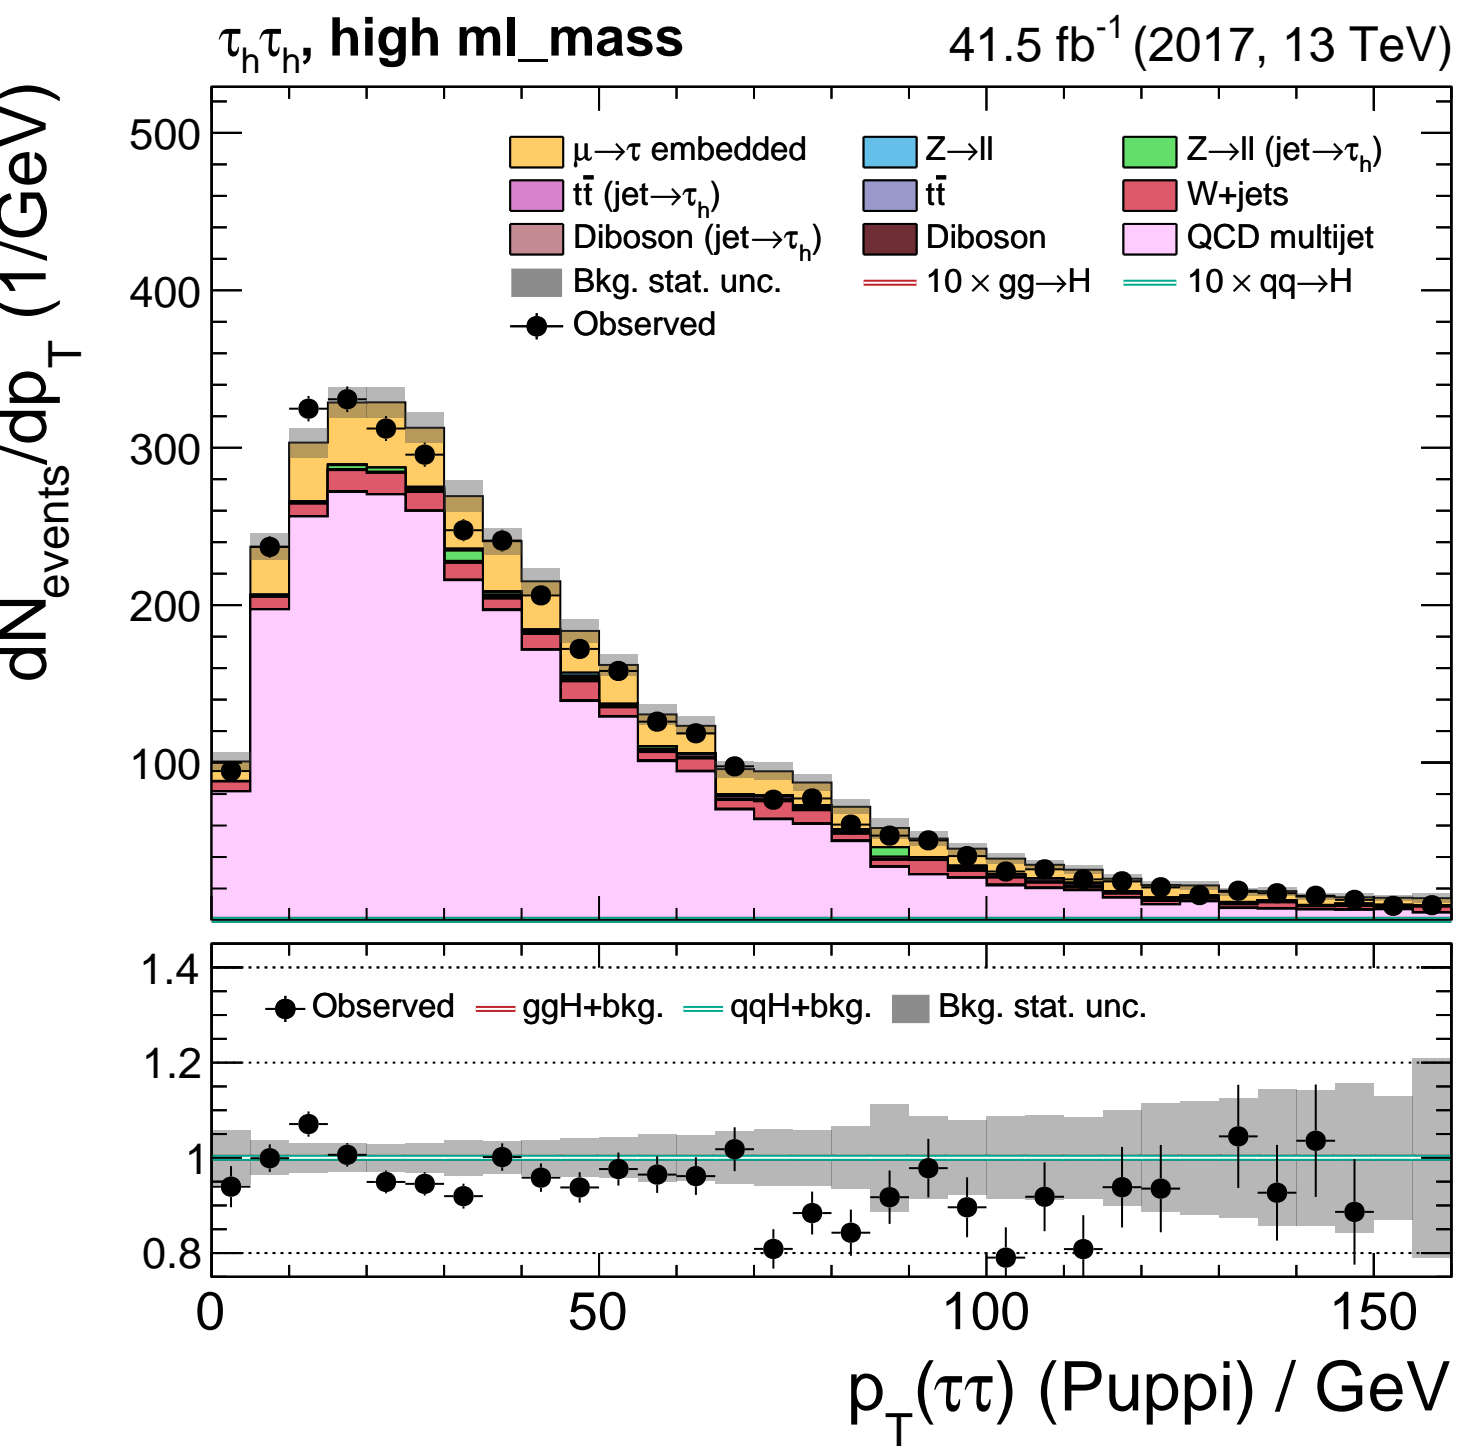 τhτh, high ml_mass
41.5 fb-1 (2017, 13 TeV)
dNevents/dpT (1/GeV)
500
400
300
200
100
μ→τ embedded
Z→ll
Z→ll (jet→τh)
tt̄ (jet→τh)
tt̄
W+jets
Diboson (jet→τh)
Diboson
QCD multijet
Bkg. stat. unc.
10 × gg→H
10 × qq→H
Observed
1.4
1.2
1
0.8
Observed
ggH+bkg.
qqH+bkg.
Bkg. stat. unc.
0
50
100
150
pT(ττ) (Puppi) / GeV